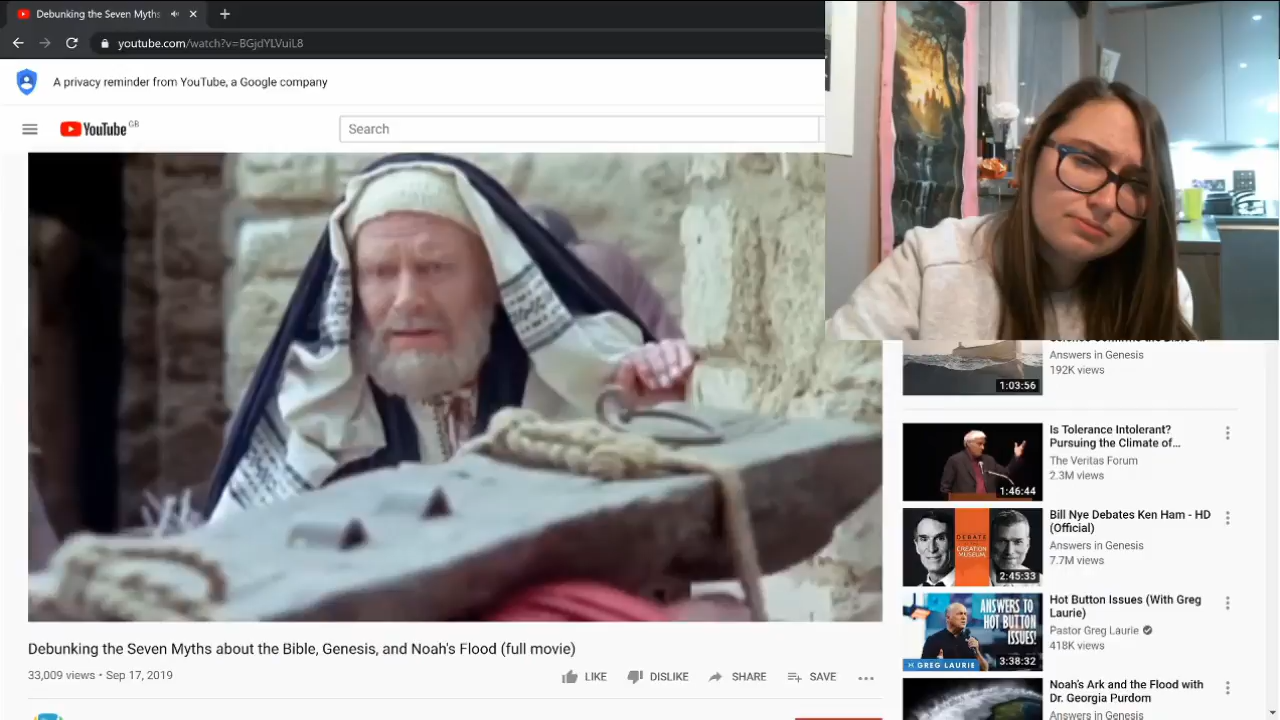 Debunking the Seven Myths
youtube.com/watch?v=BGjdYLVuiL8
A privacy reminder from YouTube, a Google company
YouTube GB
Search
Debunking the Seven Myths about the Bible, Genesis, and Noah's Flood (full movie)
33,009 views • Sep 17, 2019
LIKE DISLIKE SHARE SAVE
Answers in Genesis
192K views
1:03:56
Is Tolerance Intolerant?
Pursuing the Climate of...
The Veritas Forum
2.3M views
1:46:44
Bill Nye Debates Ken Ham - HD
(Official)
Answers in Genesis
7.7M views
DEBATE
CREATION
MUSEUM
2:45:33
Hot Button Issues (With Greg
Laurie)
Pastor Greg Laurie
418K views
ANSWERS TO
HOT BUTTON
ISSUES!
GREG LAURIE
3:38:32
Noah's Ark and the Flood with
Dr. Georgia Purdom
Answers in Genesis